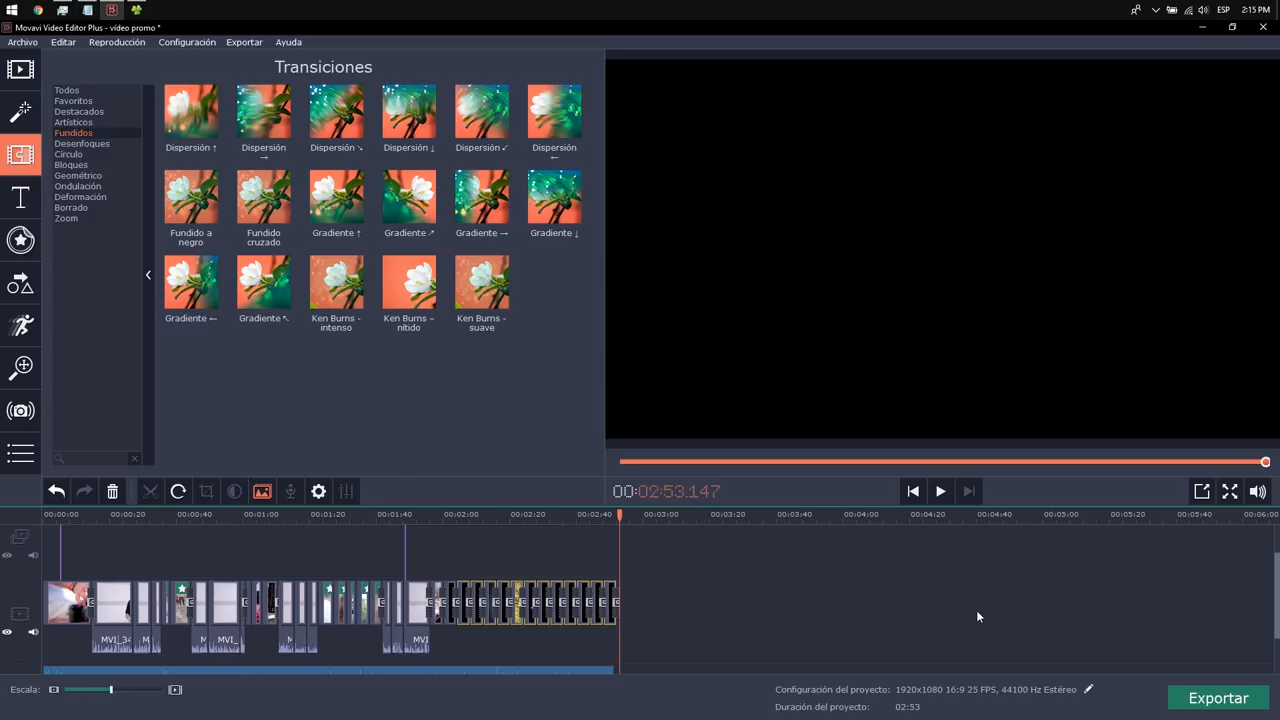 ESP 2:15 PM
Movavi Video Editor Plus - vídeo promo *
Archivo Editar Reproducción Configuración Exportar Ayuda
Transiciones
Todos
Favoritos
Destacados
Artísticos
Fundidos
Desenfoques
Círculo
Bloques
Geométrico
Ondulación
Deformación
Borrado
Zoom
Dispersión ↑
Dispersión →
Dispersión ↘
Dispersión ↓
Dispersión ↙
Dispersión ←
Fundido a negro
Fundido cruzado
Gradiente ↑
Gradiente ↗
Gradiente →
Gradiente ↓
Gradiente ←
Gradiente ↖
Ken Burns - intenso
Ken Burns – nítido
Ken Burns - suave
00:02:53.147
00:00:00 00:00:20 00:00:40 00:01:00 00:01:20 00:01:40 00:02:00 00:02:20 00:02:40 00:03:00 00:03:20 00:03:40 00:04:00 00:04:20 00:04:40 00:05:00 00:05:20 00:05:40 00:06:00
MVI_34 M M MVI_ M MVI
Escala:
Configuración del proyecto: 1920x1080 16:9 25 FPS, 44100 Hz Estéreo
Duración del proyecto: 02:53
Exportar